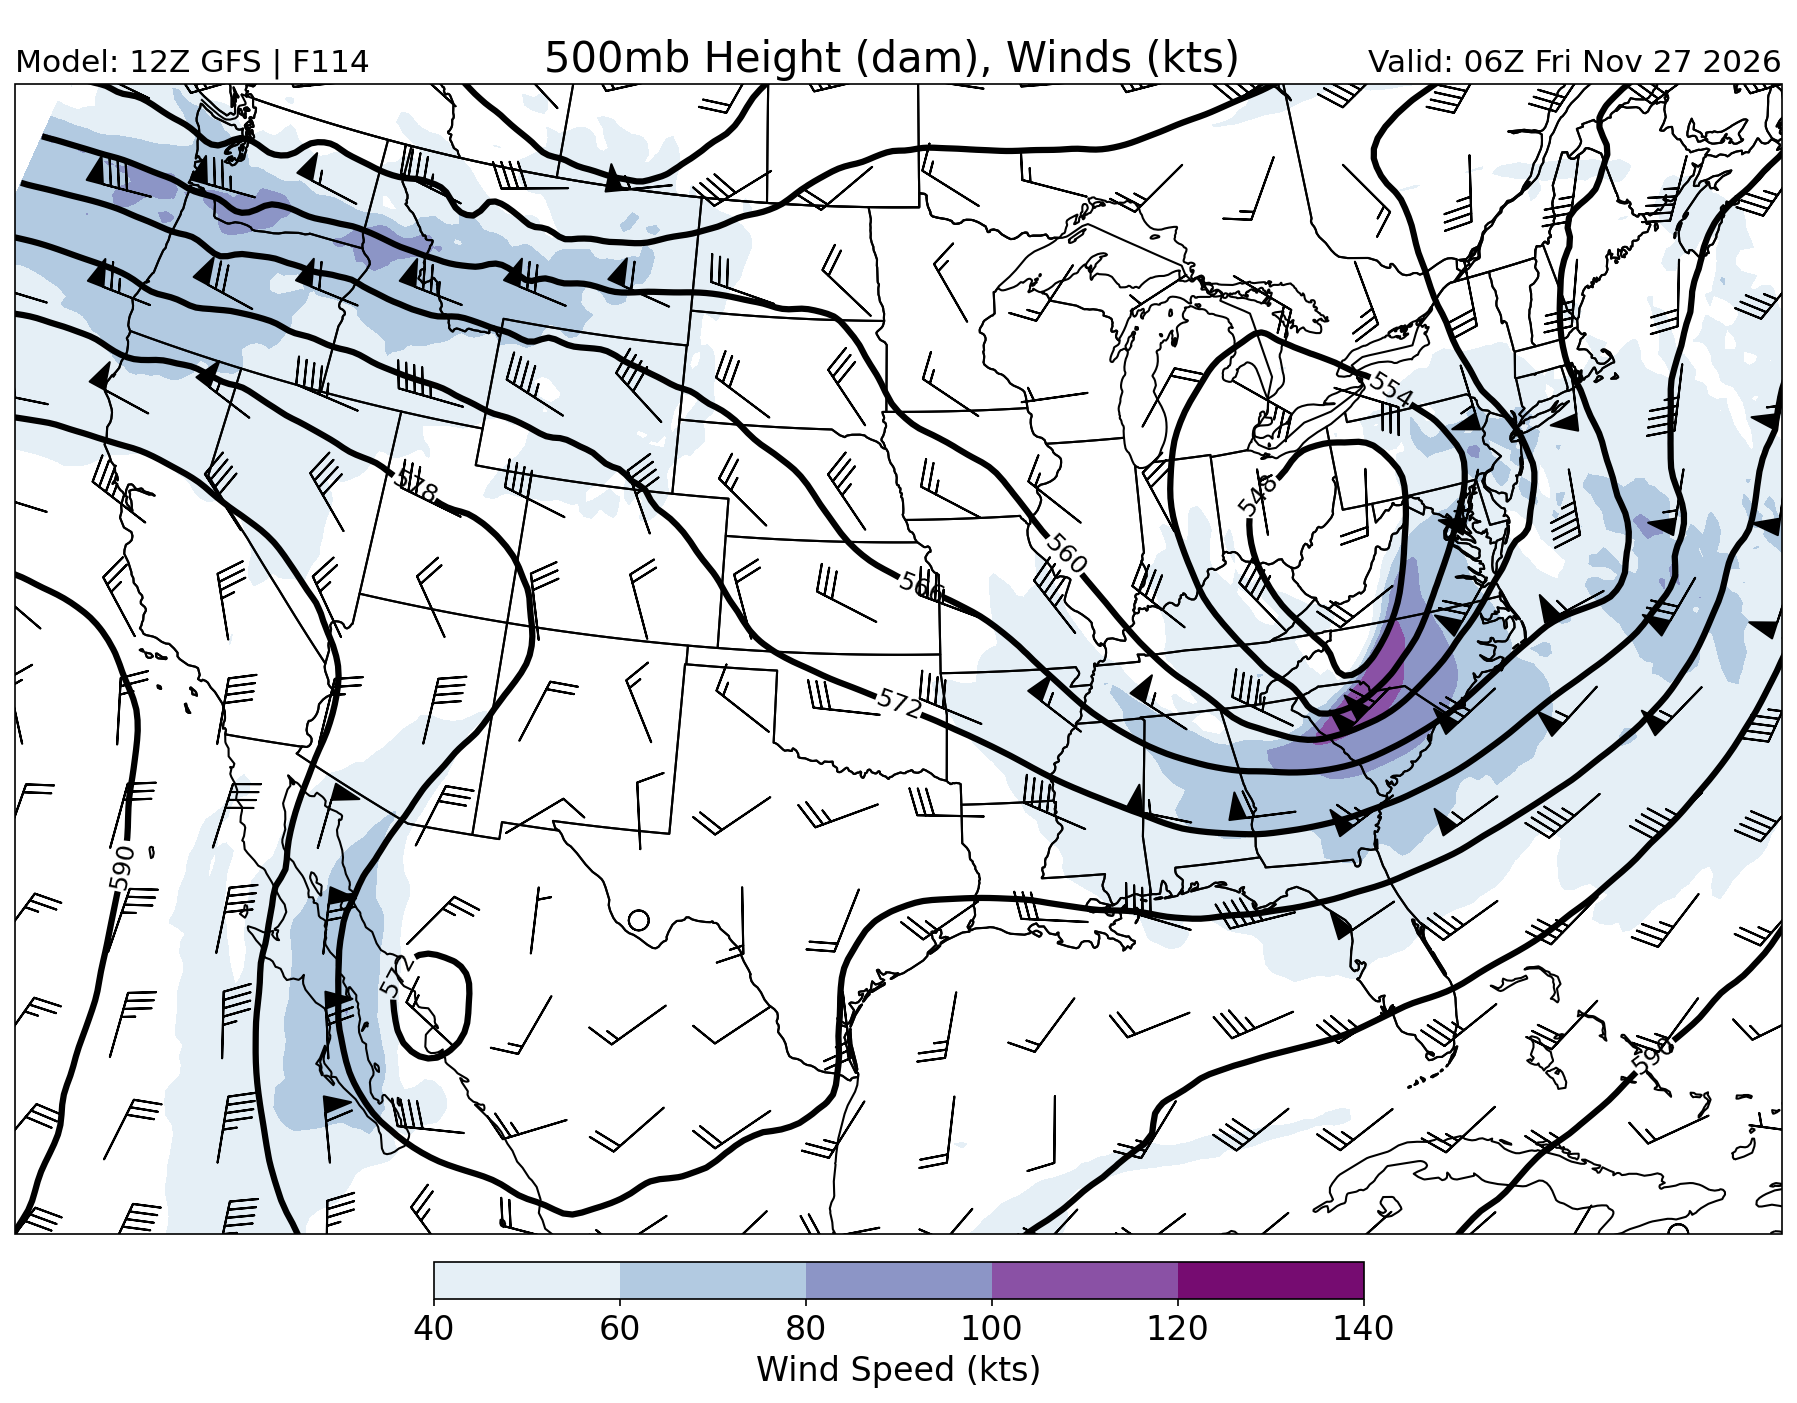 Model: 12Z GFS | F114
500mb Height (dam), Winds (kts)
Valid: 06Z Fri Nov 27 2026
554
578
548
560
566
572
590
572
590
40 60 80 100 120 140
Wind Speed (kts)